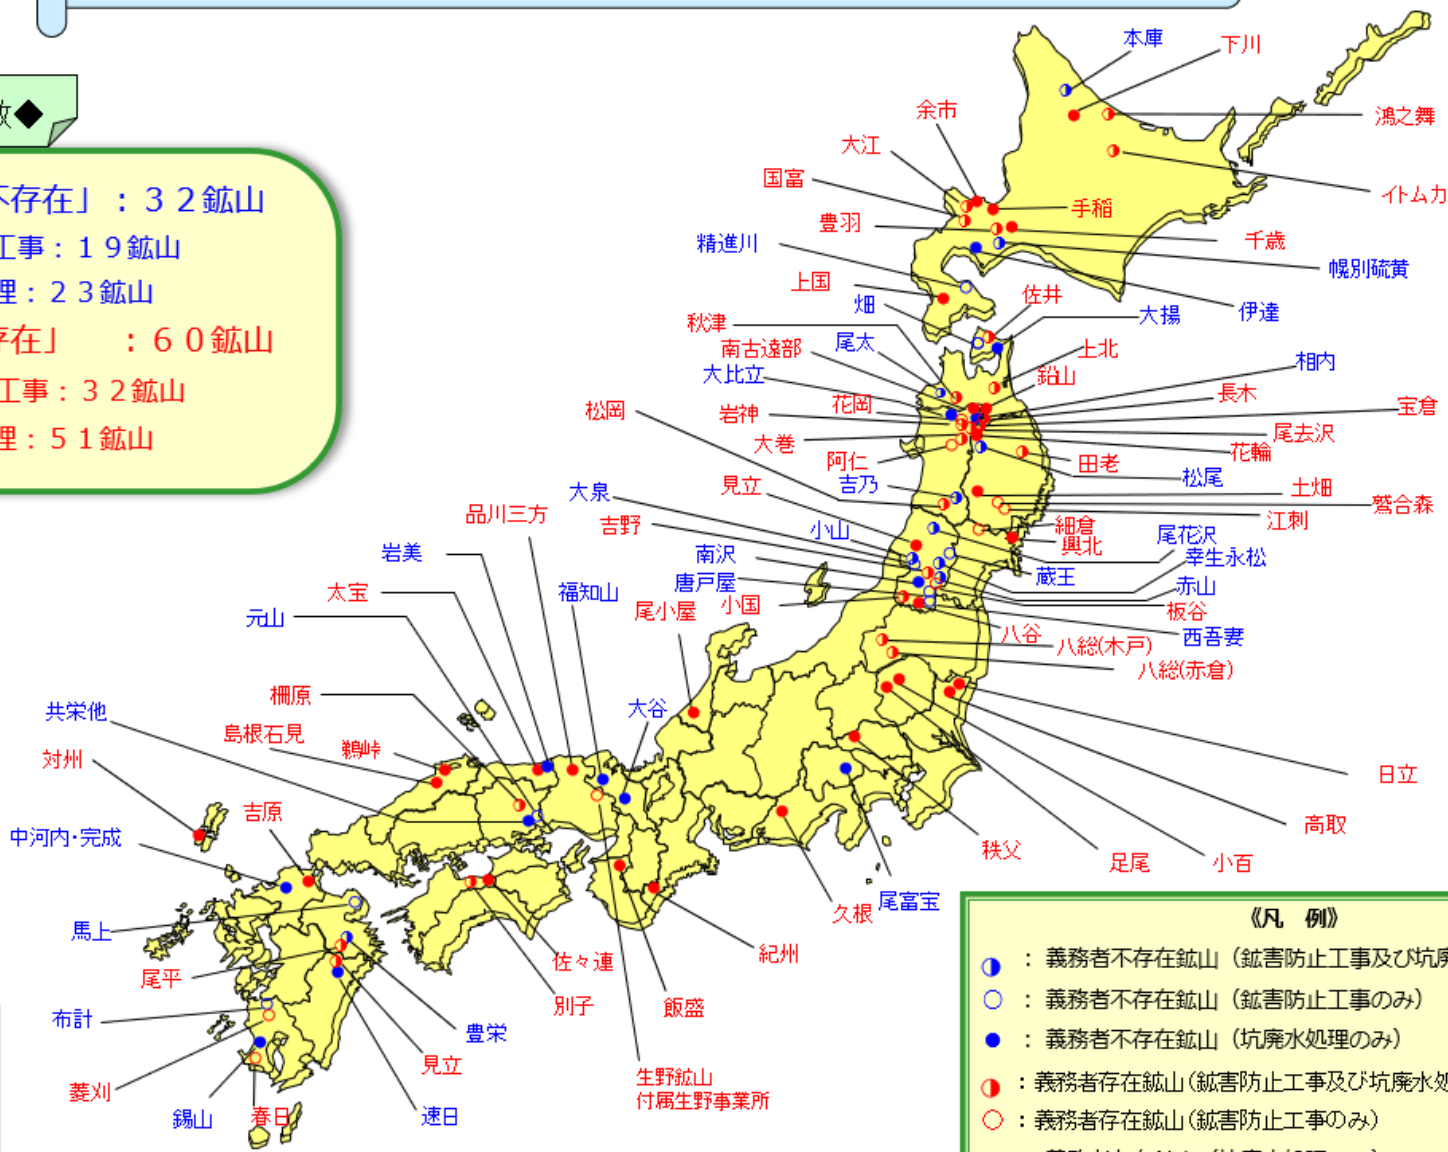 数◆
不存在」：３２鉱山
工事：１９鉱山
理：２３鉱山
存在」　：６０鉱山
工事：３２鉱山
理：５１鉱山
本庫
下川
余市
鴻之舞
大江
国富
イトムカ
手稲
豊羽
千歳
精進川
幌別硫黄
上国
佐井
畑
大揚
伊達
秋津
尾太
南古遠部
上北
相内
大比立
鉛山
長木
松岡
岩神
花岡
宝倉
大巻
尾去沢
阿仁
花輪
田老
松尾
吉乃
見立
土畑
大泉
鷲合森
品川三方
江刺
吉野
小山
細倉
尾花沢
興北
岩美
南沢
幸生永松
唐戸屋
蔵王
赤山
太宝
福知山
尾小屋
小国
板谷
元山
八谷
西吾妻
八総(木戸)
八総(赤倉)
柵原
共栄他
大谷
島根石見
鵜峠
対州
日立
吉原
高取
中河内･完成
秩父
足尾
小百
久根
尾富宝
馬上
紀州
佐々連
尾平
別子
飯盛
布計
豊栄
見立
生野鉱山
付属生野事業所
菱刈
錫山
春日
速日
《凡　例》
：義務者不存在鉱山（鉱害防止工事及び坑廃
：義務者不存在鉱山（鉱害防止工事のみ）
：義務者不存在鉱山（坑廃水処理のみ）
：義務者存在鉱山(鉱害防止工事及び坑廃水処
：義務者存在鉱山(鉱害防止工事のみ）